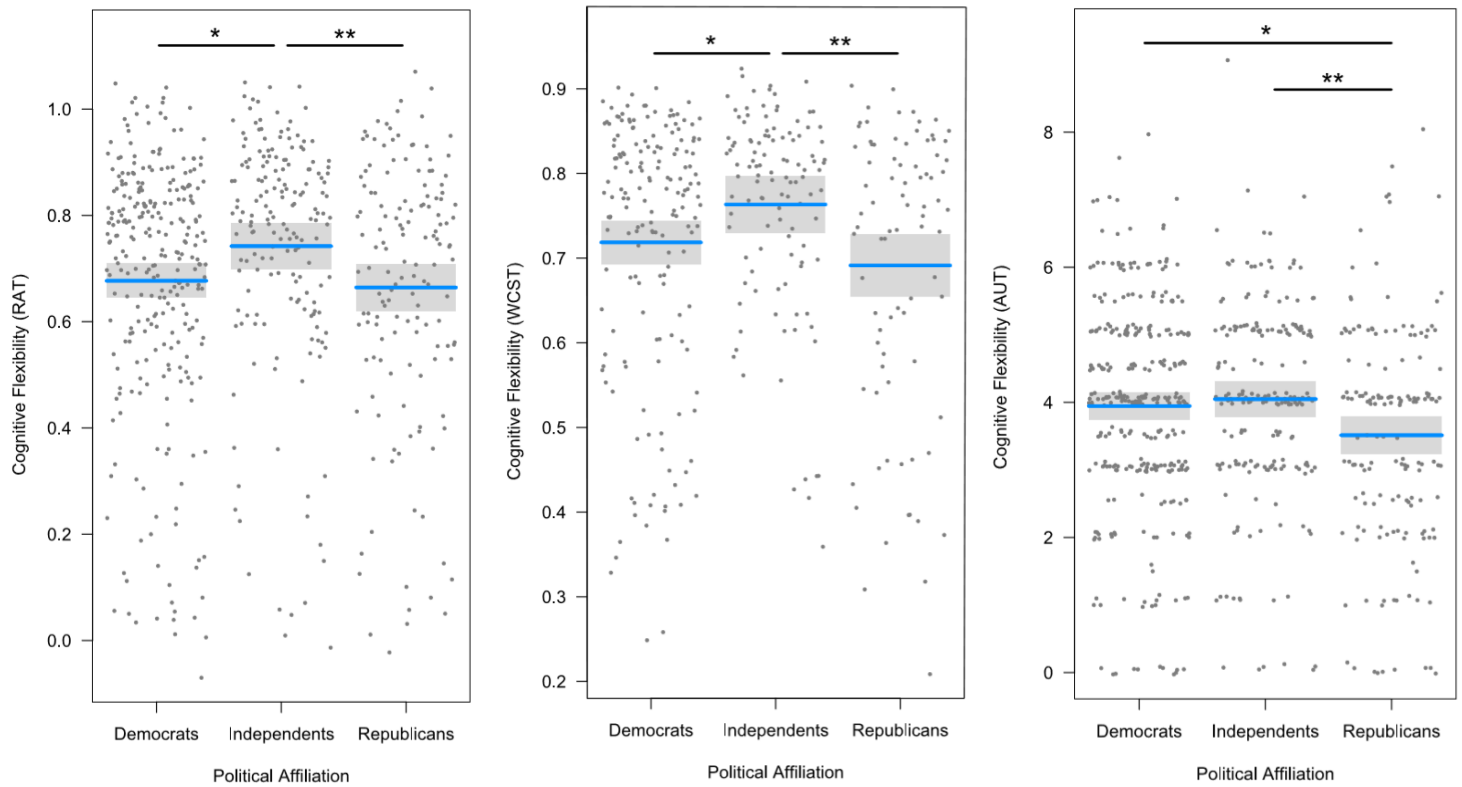 *
**
1.0
0.8
0.6
0.4
0.2
0.0
Cognitive Flexibility (RAT)
Democrats
Independents
Republicans
Political Affiliation
*
**
0.9
0.8
0.7
0.6
0.5
0.4
0.3
0.2
Cognitive Flexibility (WCST)
Democrats
Independents
Republicans
Political Affiliation
*
**
8
6
4
2
0
Cognitive Flexibility (AUT)
Democrats
Independents
Republicans
Political Affiliation